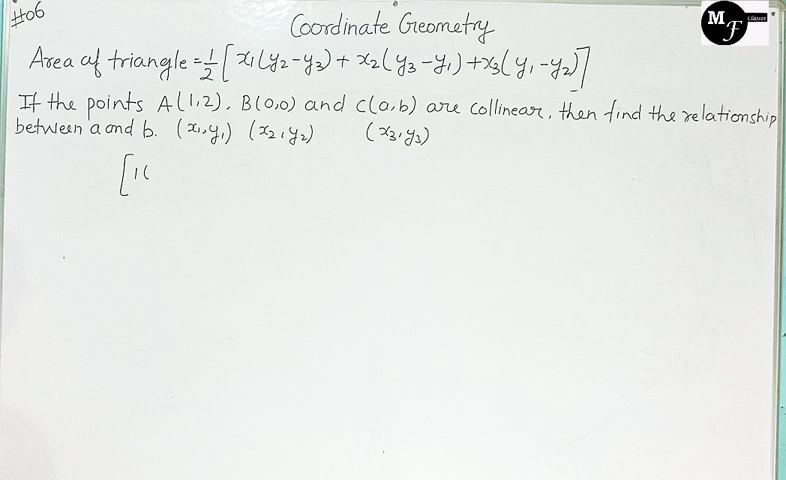 #06
Coordinate Geometry
MF Classes
Area of triangle = 1/2 [ x₁(y₂-y₃) + x₂(y₃-y₁) + x₃(y₁-y₂)]
If the points A(1,2), B(0,0) and C(a,b) are collinear, then find the relationship
between a and b. (x₁,y₁) (x₂,y₂) (x₃,y₃)
[1(